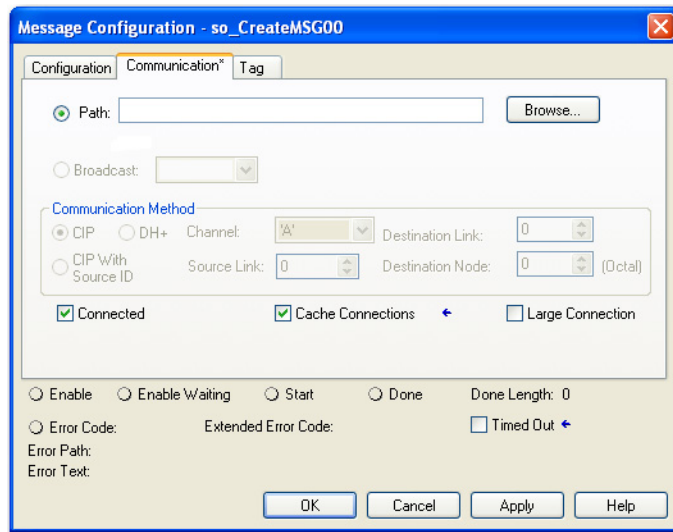 Message Configuration - so_CreateMSG00
Configuration Communication* Tag
Path: Browse...
Broadcast:
Communication Method
CIP DH+ Channel: 'A' Destination Link: 0
CIP With Source ID Source Link: 0 Destination Node: 0 (Octal)
Connected Cache Connections Large Connection
Enable Enable Waiting Start Done Done Length: 0
Error Code: Extended Error Code: Timed Out
Error Path:
Error Text:
OK Cancel Apply Help